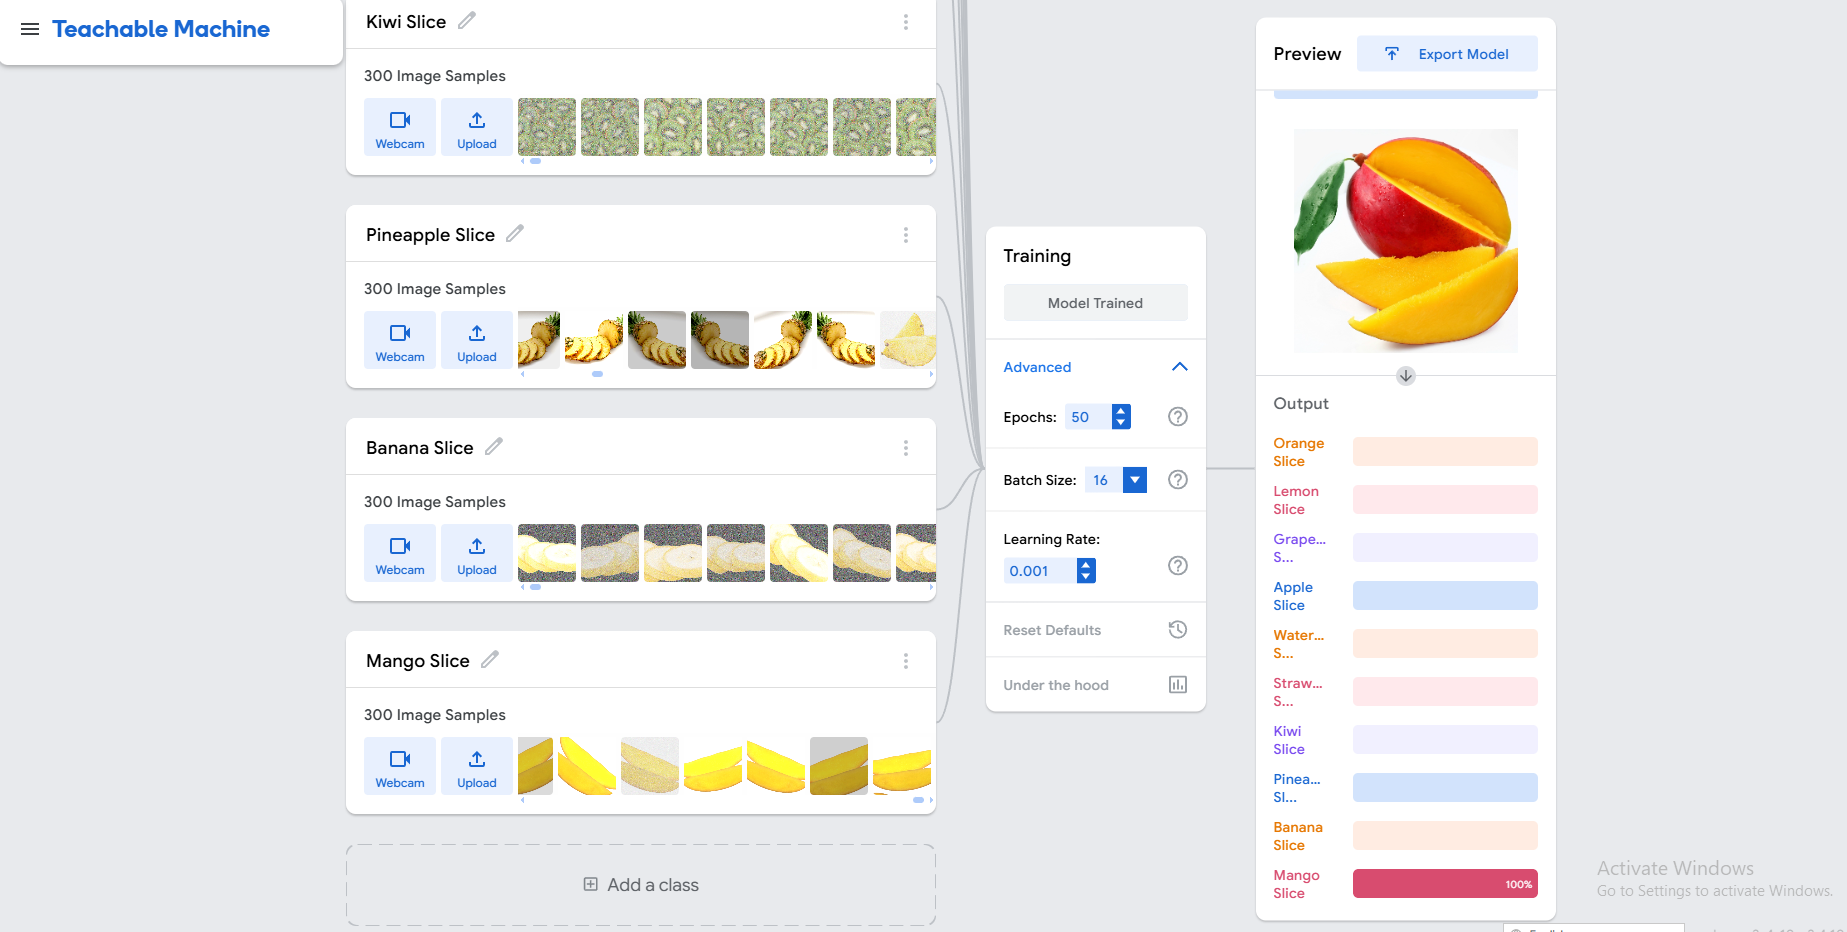 Teachable Machine
Kiwi Slice
300 Image Samples
Webcam
Upload
Pineapple Slice
300 Image Samples
Webcam
Upload
Banana Slice
300 Image Samples
Webcam
Upload
Mango Slice
300 Image Samples
Webcam
Upload
Add a class
Training
Model Trained
Advanced
Epochs: 50
Batch Size: 16
Learning Rate:
0.001
Reset Defaults
Under the hood
Preview
Export Model
Output
Orange
Slice
Lemon
Slice
Grape...
S...
Apple
Slice
Water...
S...
Straw...
S...
Kiwi
Slice
Pinea...
Sl...
Banana
Slice
Mango
Slice
100%
Activate Windows
Go to Settings to activate Windows.